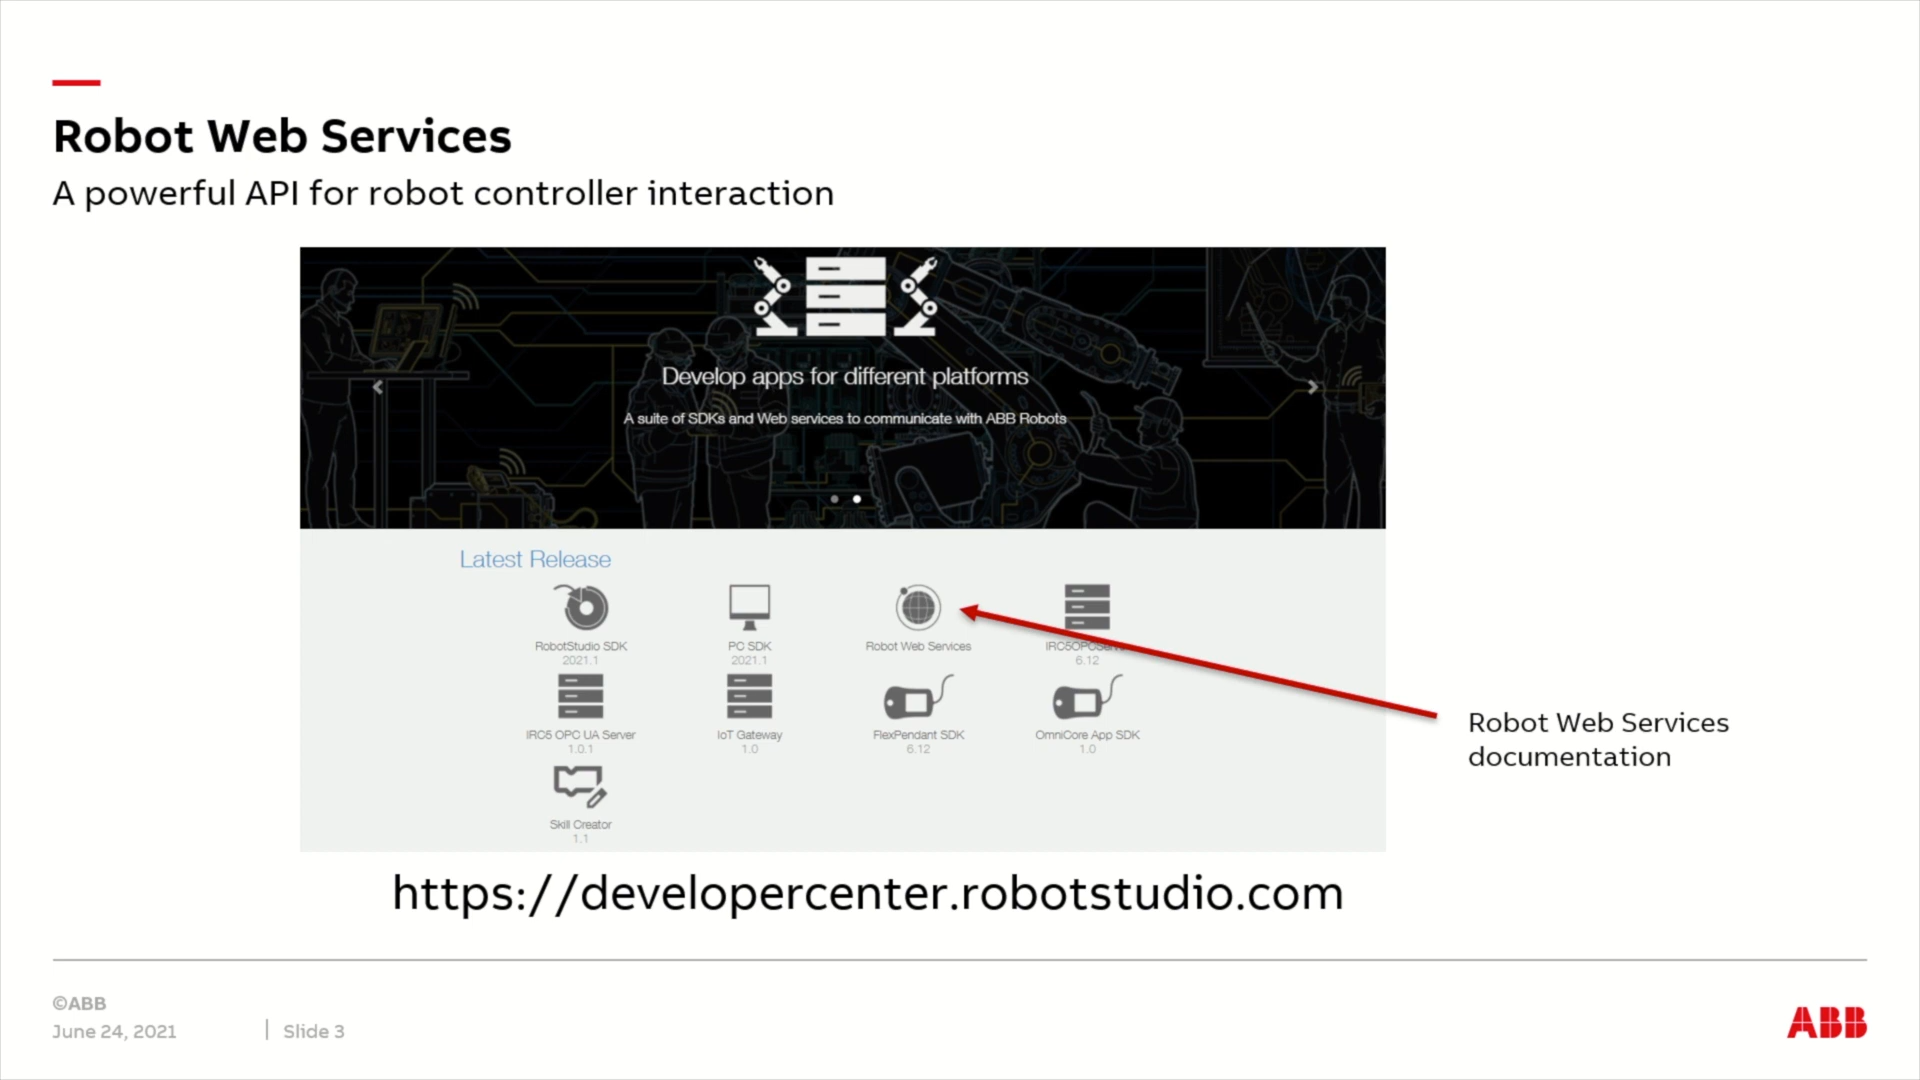 Robot Web Services
A powerful API for robot controller interaction
Develop apps for different platforms
A suite of SDKs and Web services to communicate with ABB Robots
Latest Release
RobotStudio SDK
2021.1
PC SDK
2021.1
Robot Web Services
6.12
IRC5 OPC UA Server
1.0.1
IoT Gateway
1.0
FlexPendant SDK
6.12
OmniCore App SDK
1.0
Skill Creator
1.1
Robot Web Services
documentation
https://developercenter.robotstudio.com
©ABB
June 24, 2021
Slide 3
ABB